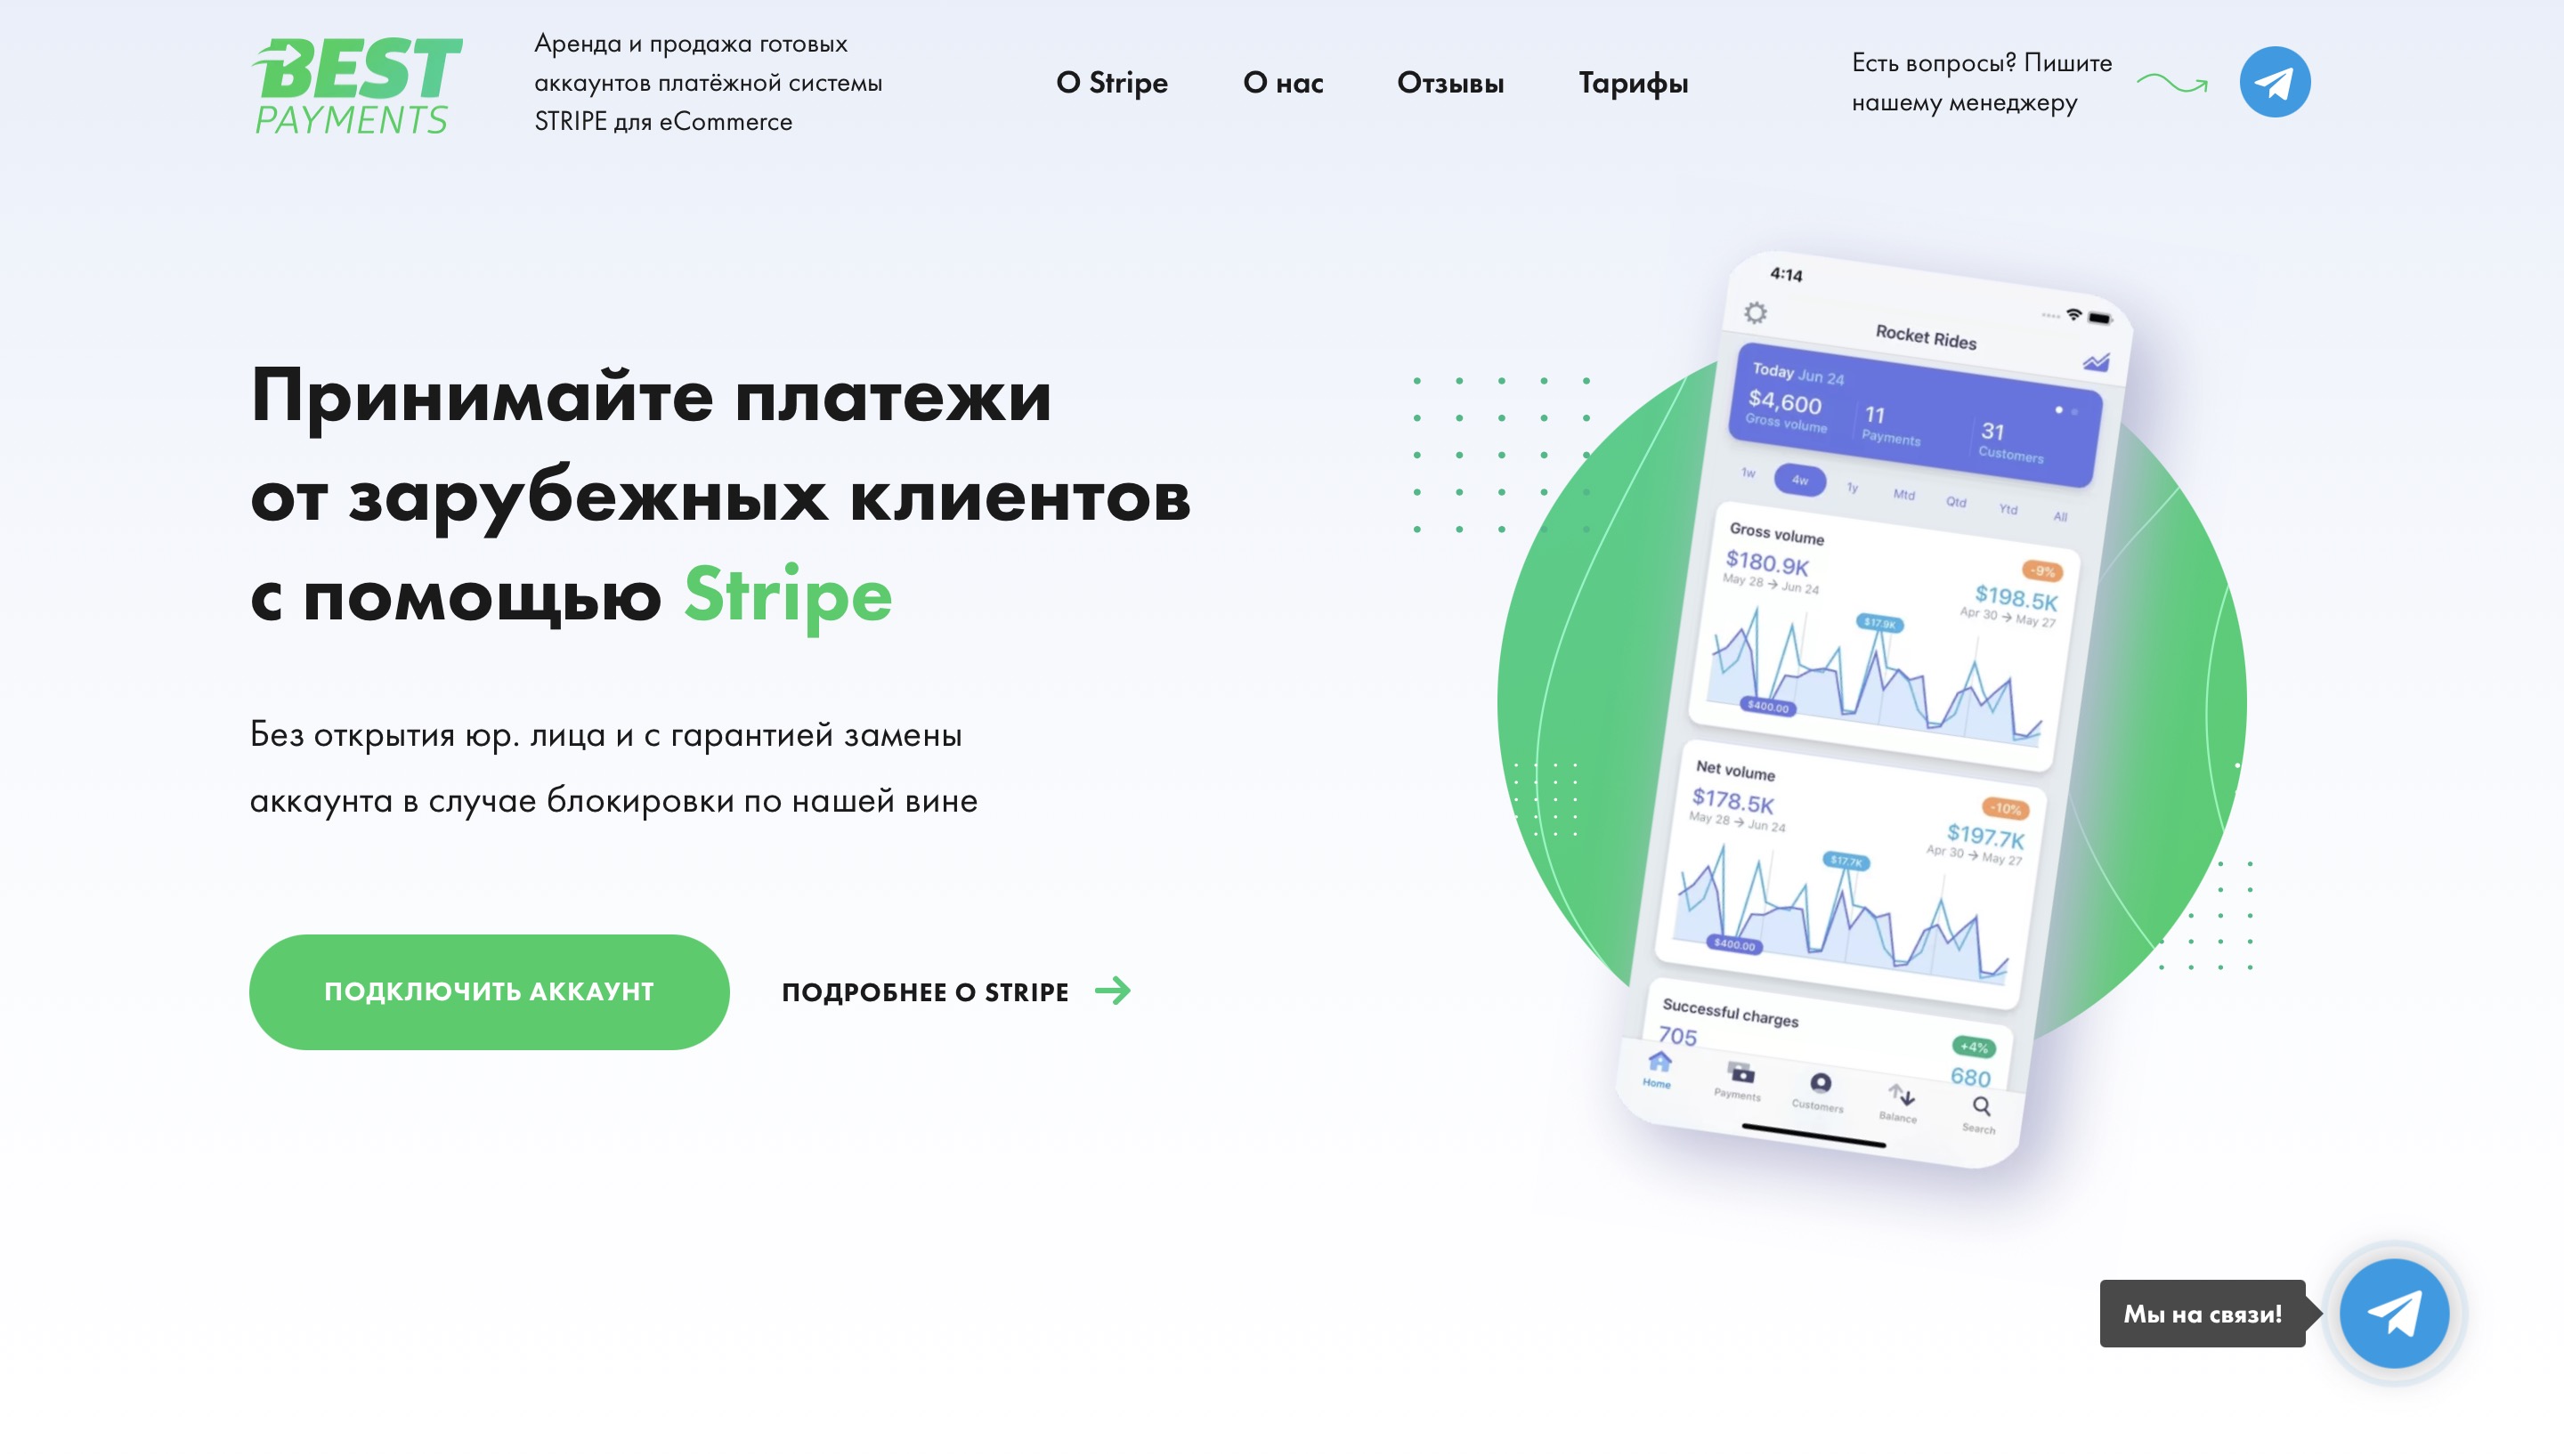 BEST
PAYMENTS
Аренда и продажа готовых
аккаунтов платёжной системы
STRIPE для eCommerce
О Stripe
О нас
Отзывы
Тарифы
Есть вопросы? Пишите
нашему менеджеру
Принимайте платежи
от зарубежных клиентов
с помощью Stripe
Без открытия юр. лица и с гарантией замены
аккаунта в случае блокировки по нашей вине
ПОДКЛЮЧИТЬ АККАУНТ
ПОДРОБНЕЕ О STRIPE
4:14
Rocket Rides
Today Jun 24
$4,600
Gross volume
11
Payments
31
Customers
1w 4w 1y Mtd Qtd Ytd All
Gross volume
-9%
$180.9K
$198.5K
May 28 → Jun 24
Apr 30 → May 27
$17.9K
$400.00
Net volume
-10%
$178.5K
$197.7K
May 28 → Jun 24
Apr 30 → May 27
$17.7K
$400.00
Successful charges
+4%
705
680
Home
Payments
Customers
Balance
Search
Мы на связи!